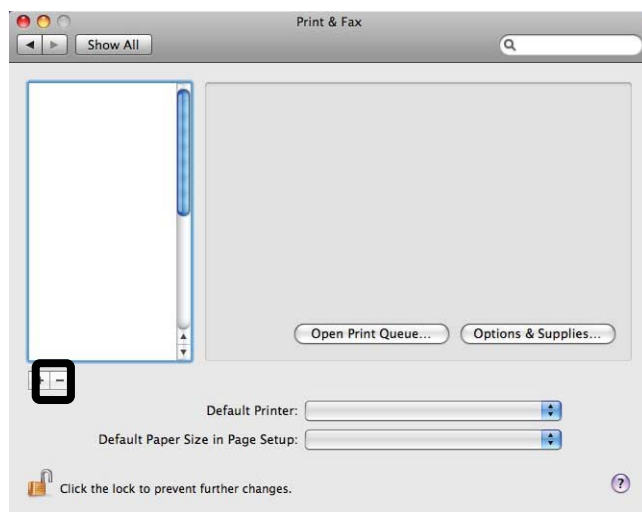 Print & Fax
Show All
Open Print Queue...
Options & Supplies...
+ −
Default Printer:
Default Paper Size in Page Setup:
Click the lock to prevent further changes.
?